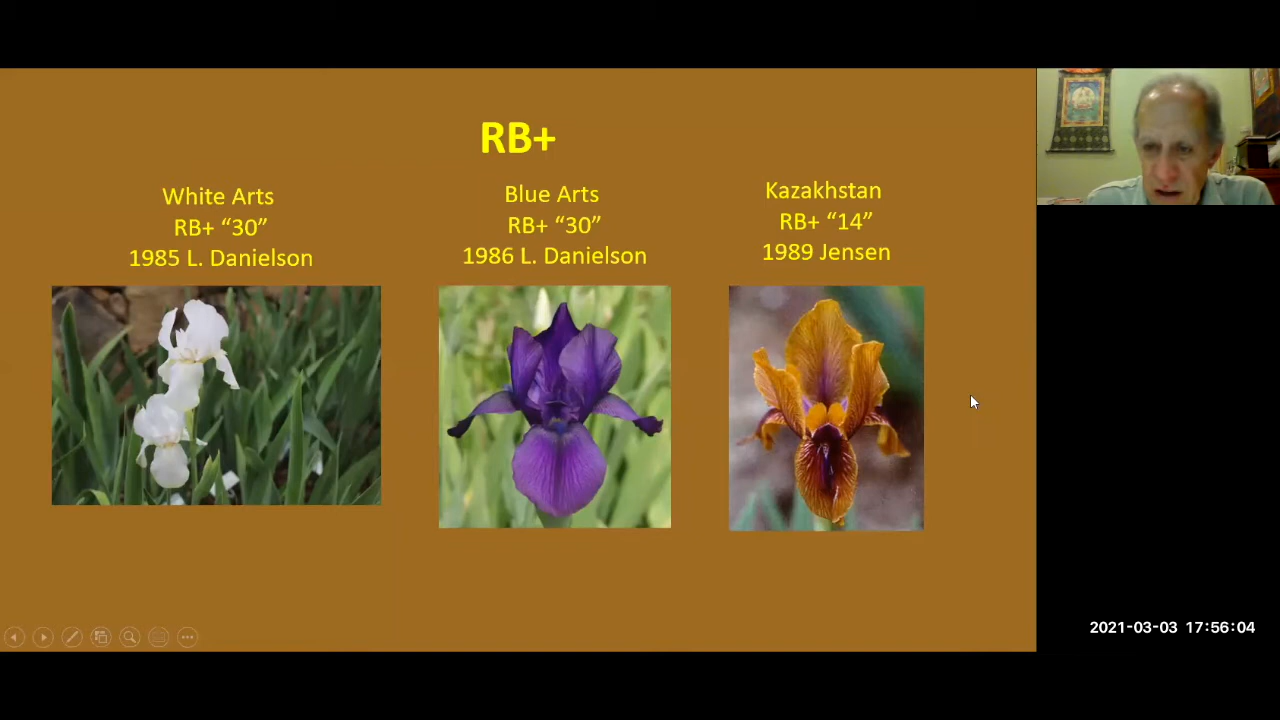 RB+
White Arts
RB+ “30”
1985 L. Danielson
Blue Arts
RB+ “30”
1986 L. Danielson
Kazakhstan
RB+ “14”
1989 Jensen
2021-03-03 17:56:04